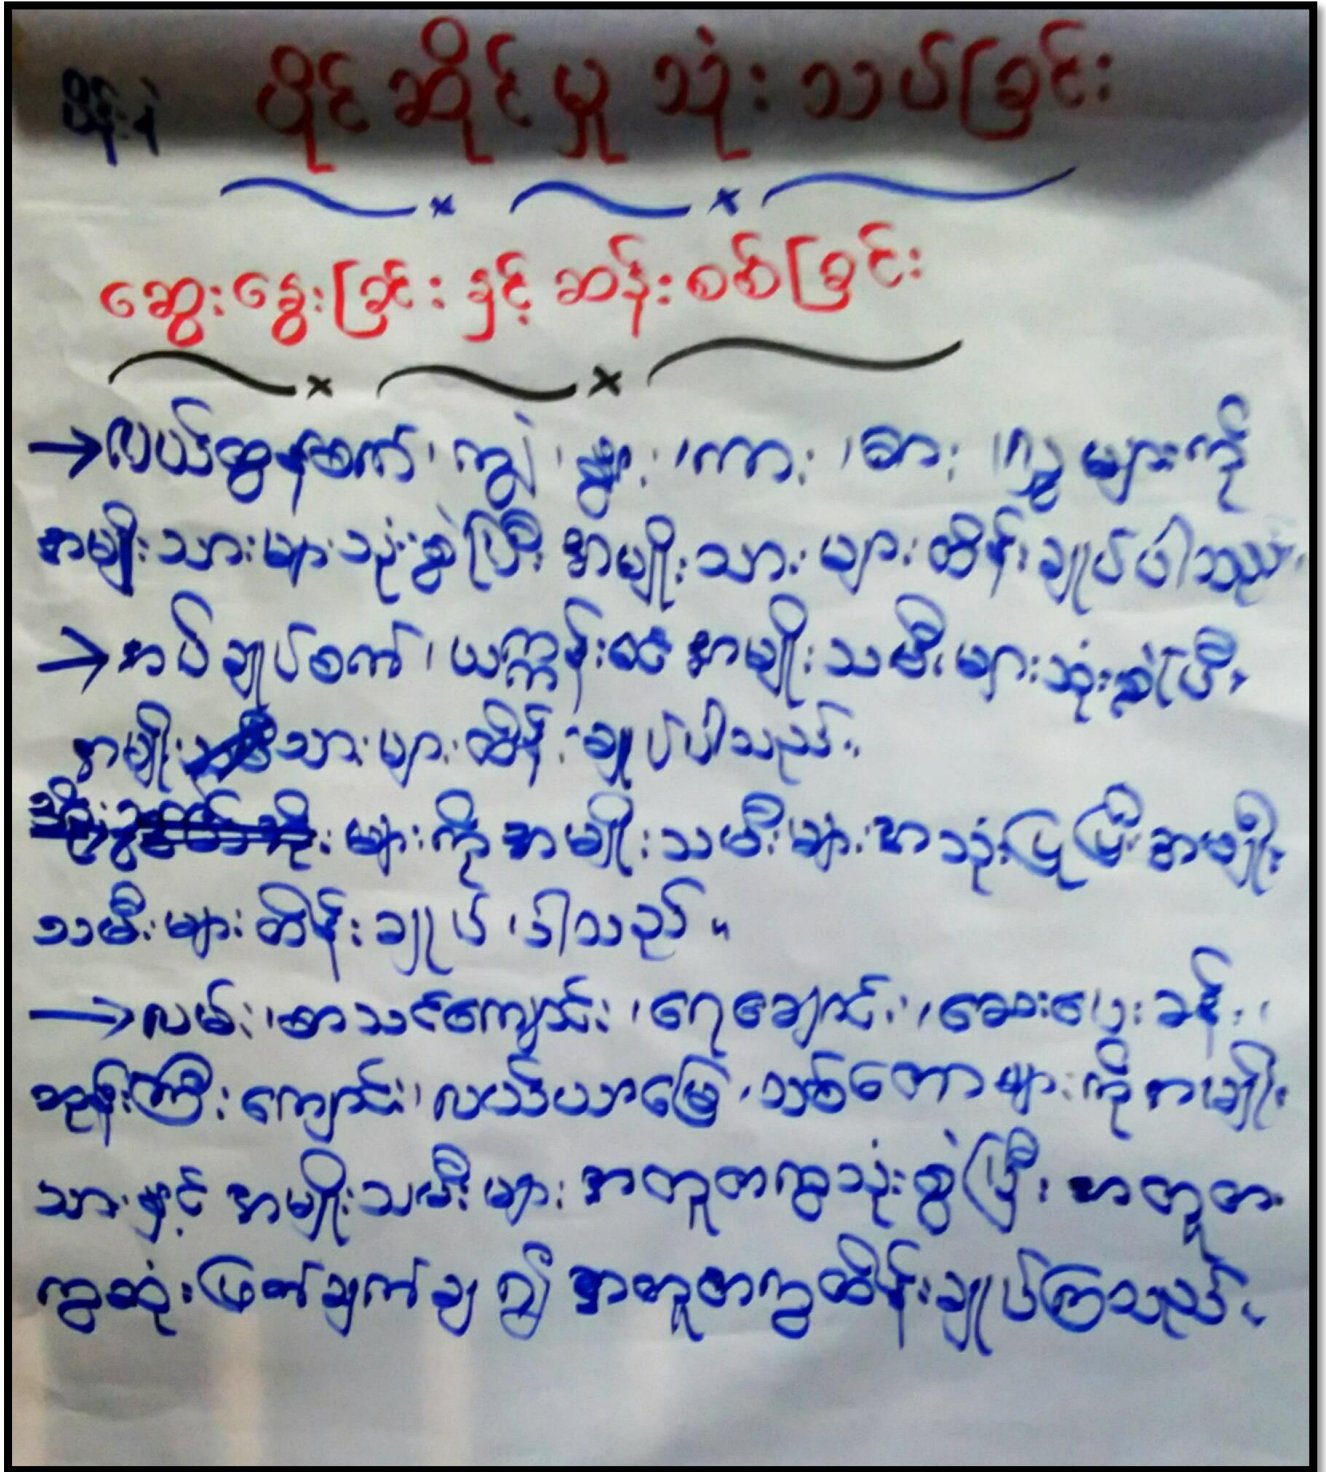 ပိုင်ဆိုင်မှု သုံးသပ်ခြင်း
ဆွေးနွေးခြင်း နှင့် ဆန်းစစ်ခြင်း
→လယ်ထွန်စက်၊ ကျွဲ၊ နွား၊ ကား၊ ဓား၊ လွှများကို
အမျိုးသားများသုံးစွဲပြီး အမျိုးသားများထိန်းချုပ်ပါသည်။
→အပ်ချုပ်စက်၊ ယက္ကန်းစင် အမျိုးသမီးများသုံးစွဲပြီး
အမျိုးသားများထိန်းချုပ်ပါသည်။
များကို အမျိုးသမီးများအသုံးပြုပြီး အမျိုး
သမီးများထိန်းချုပ်ပါသည်။
→လမ်း၊ စာသင်ကျောင်း၊ ရေချောင်း၊ ဆေးပေးခန်း၊
ဘုန်းကြီးကျောင်း၊ လယ်ယာမြေ၊ သစ်တောများကို အမျိုး
သားနှင့် အမျိုးသမီးများ အတူတကွသုံးစွဲပြီး အတူတ
ကွဆုံးဖြတ်ချက်ချ၍ အတူတကွထိန်းချုပ်ကြသည်။